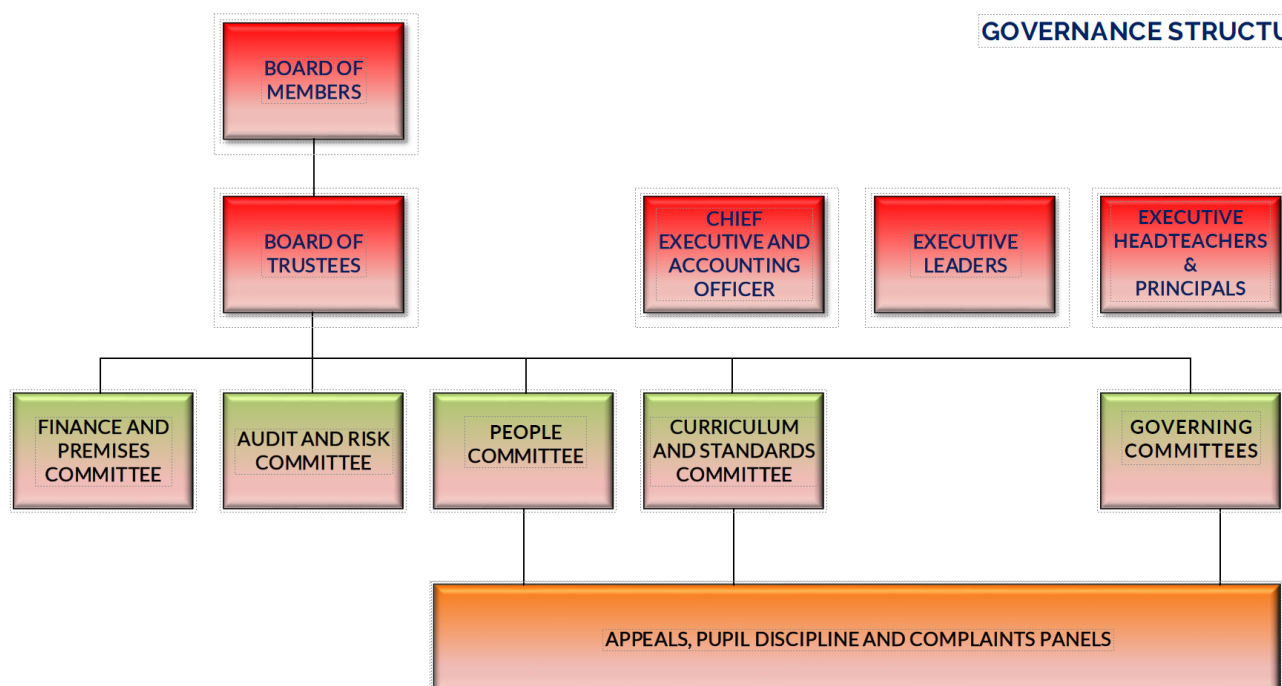 GOVERNANCE STRUCTU
BOARD OF
MEMBERS
BOARD OF
TRUSTEES
CHIEF
EXECUTIVE AND
ACCOUNTING
OFFICER
EXECUTIVE
LEADERS
EXECUTIVE
HEADTEACHERS
&
PRINCIPALS
FINANCE AND
PREMISES
COMMITTEE
AUDIT AND RISK
COMMITTEE
PEOPLE
COMMITTEE
CURRICULUM
AND STANDARDS
COMMITTEE
GOVERNING
COMMITTEES
APPEALS, PUPIL DISCIPLINE AND COMPLAINTS PANELS